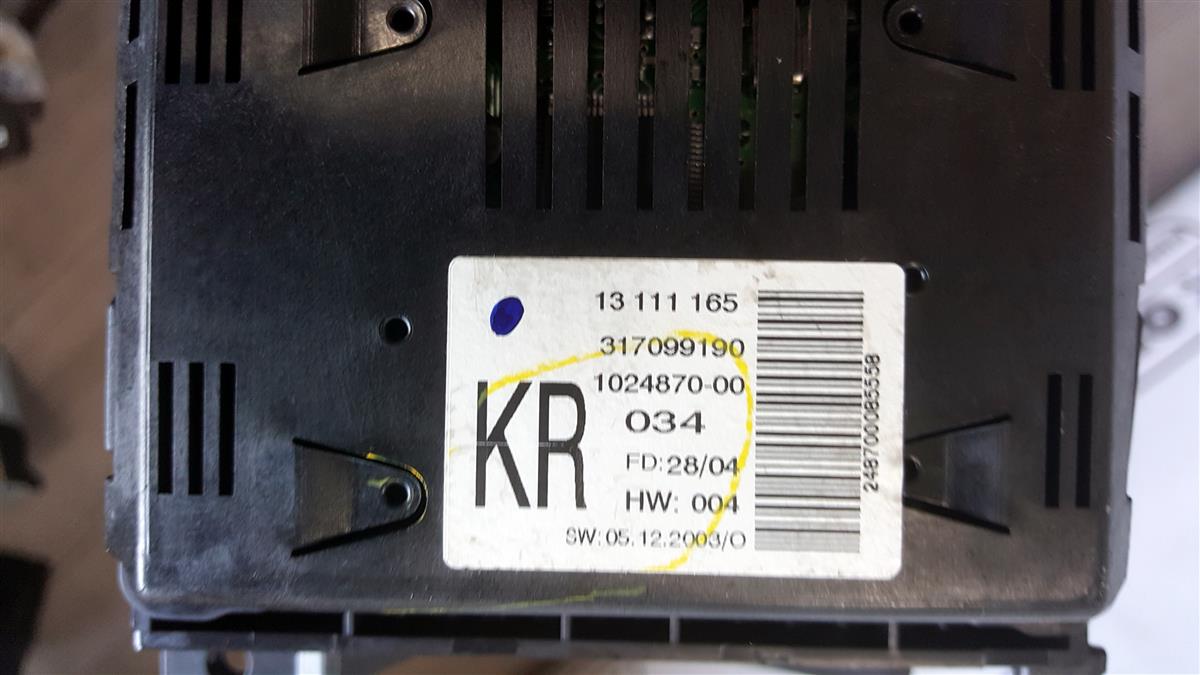 13 111 165
317099190
1024870-00
KR
034
FD: 28/04
HW: 004
SW: 05.12.2003/O
248700085558